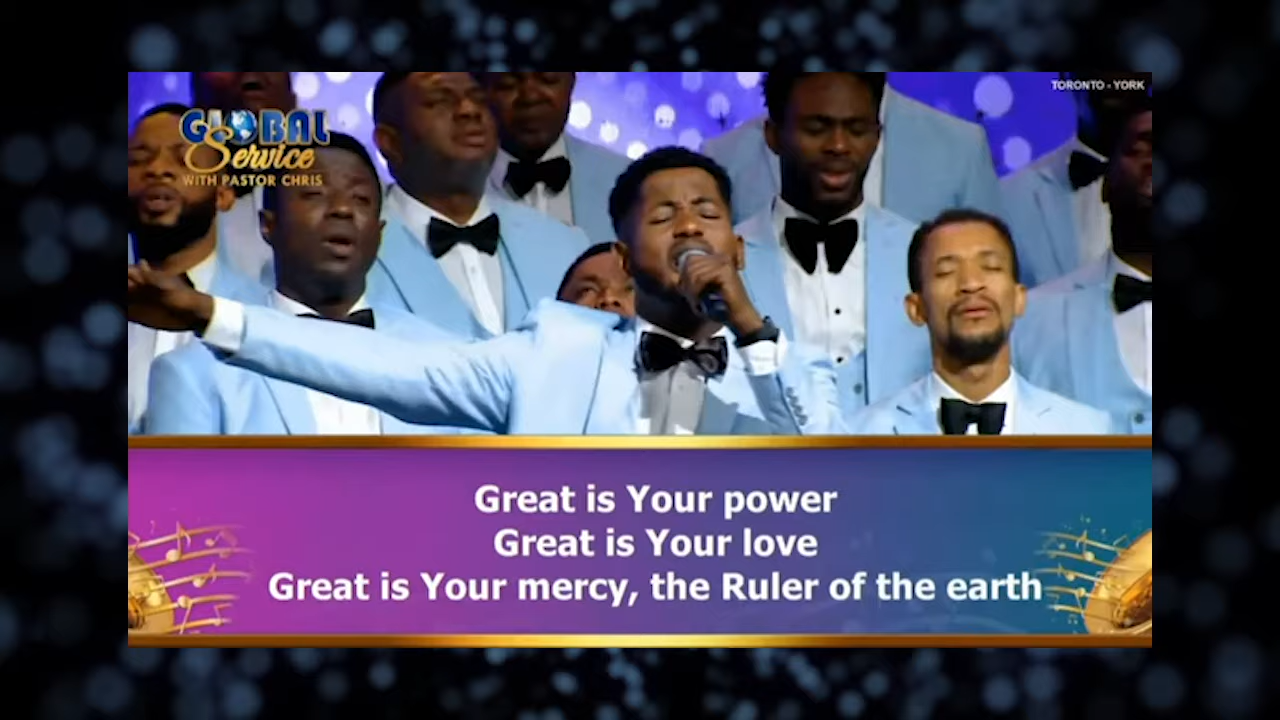 TORONTO - YORK
GLOBAL
Service
WITH PASTOR CHRIS
Great is Your power
Great is Your love
Great is Your mercy, the Ruler of the earth